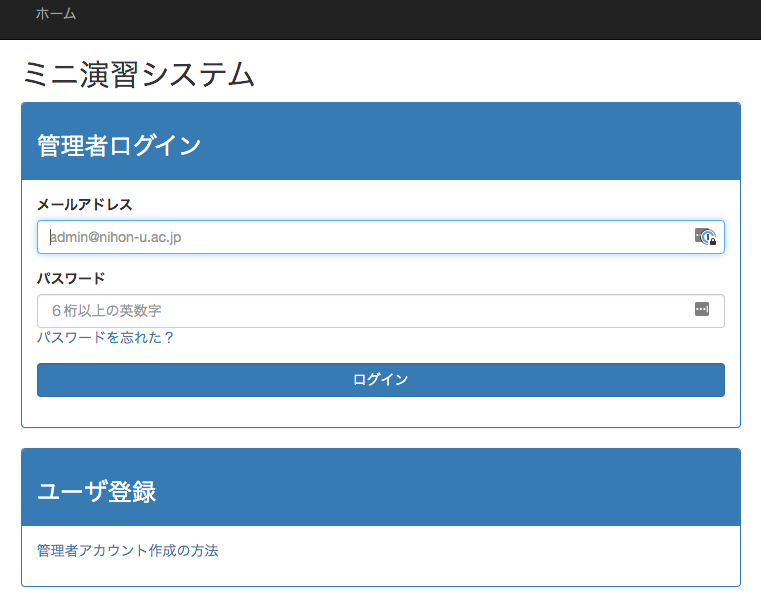 ホーム
ミニ演習システム
管理者ログイン
メールアドレス
admin@nihon-u.ac.jp
パスワード
６桁以上の英数字
パスワードを忘れた？
ログイン
ユーザ登録
管理者アカウント作成の方法